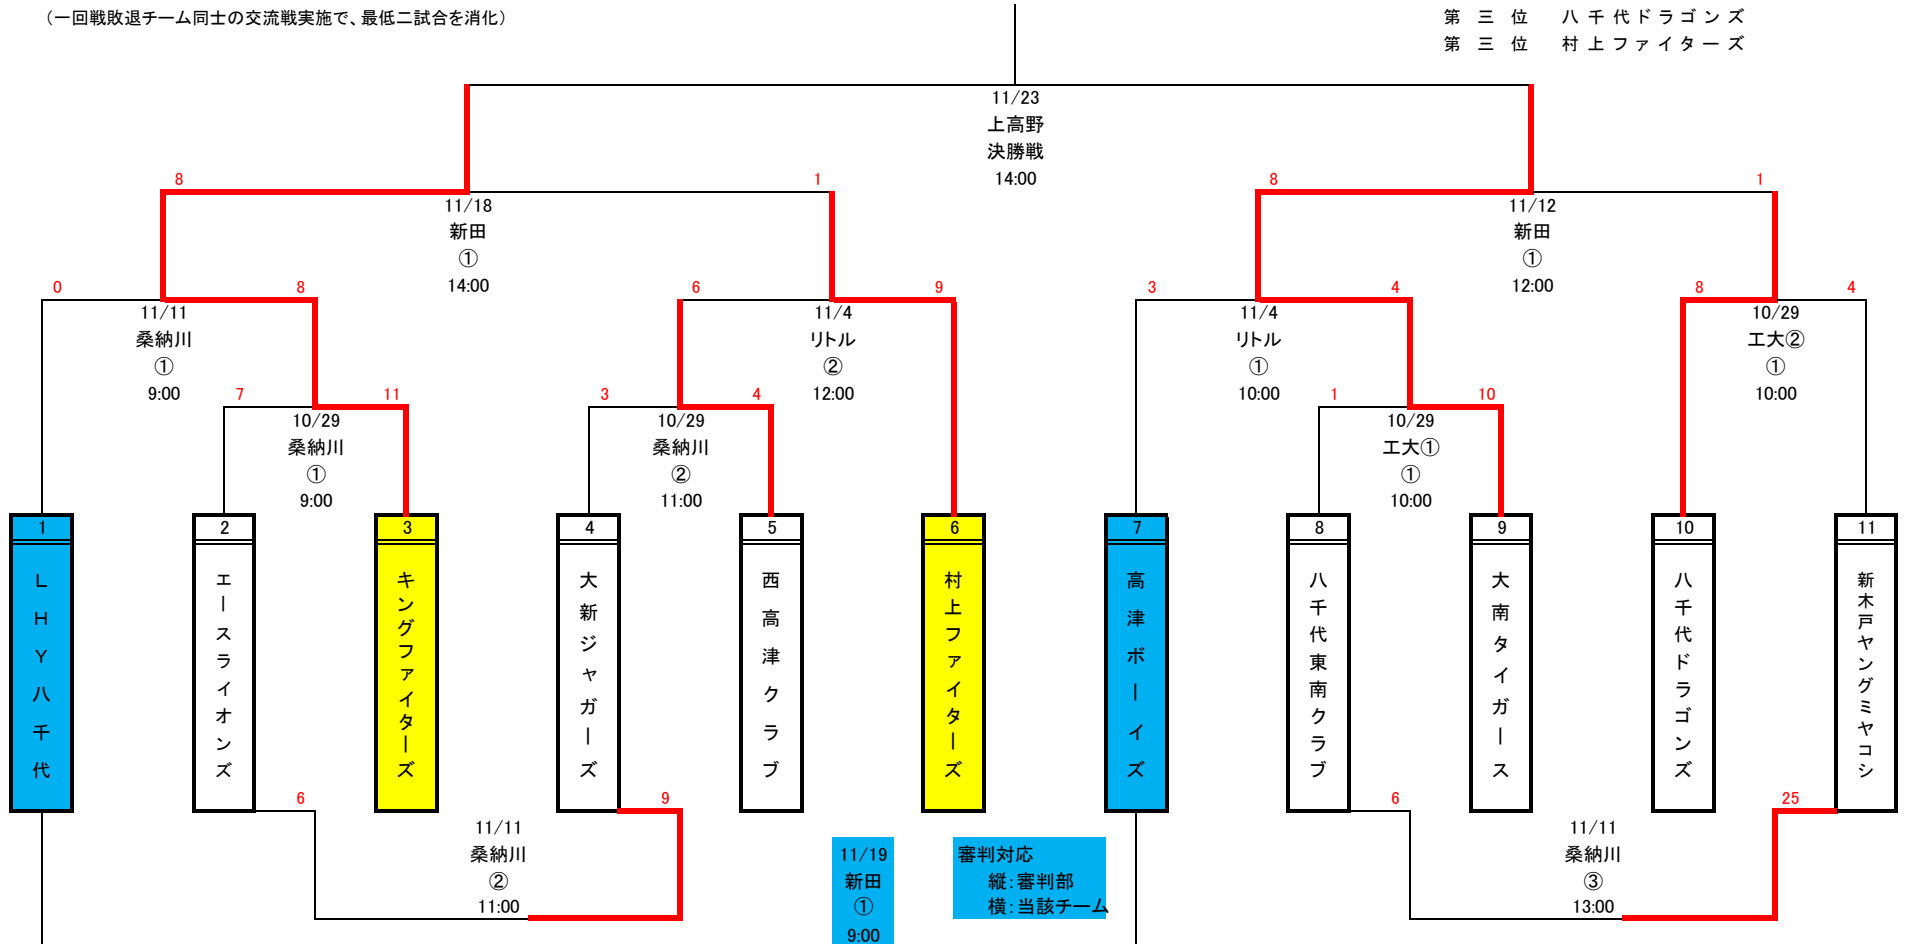 (一回戦敗退チーム同士の交流戦実施で、最低二試合を消化)
第三位 八千代ドラゴンズ
第三位 村上ファイターズ
11/23
上高野
決勝戦
14:00
8
1
8
1
11/18
新田
①
14:00
11/12
新田
①
12:00
0
8
6
9
3
4
8
4
11/11
桑納川
①
9:00
11/4
リトル
②
12:00
11/4
リトル
①
10:00
10/29
工大②
①
10:00
7
11
3
4
1
10
10/29
桑納川
①
9:00
10/29
桑納川
②
11:00
10/29
工大①
①
10:00
1
2
3
4
5
6
7
8
9
10
11
LHY八千代
エースライオンズ
キングファイターズ
大新ジャガーズ
西高津クラブ
村上ファイターズ
高津ボーイズ
八千代東南クラブ
大南タイガース
八千代ドラゴンズ
新木戸ヤングミヤコシ
6
9
6
25
11/11
桑納川
②
11:00
11/19
新田
①
9:00
審判対応
縦:審判部
横:当該チーム
11/11
桑納川
③
13:00